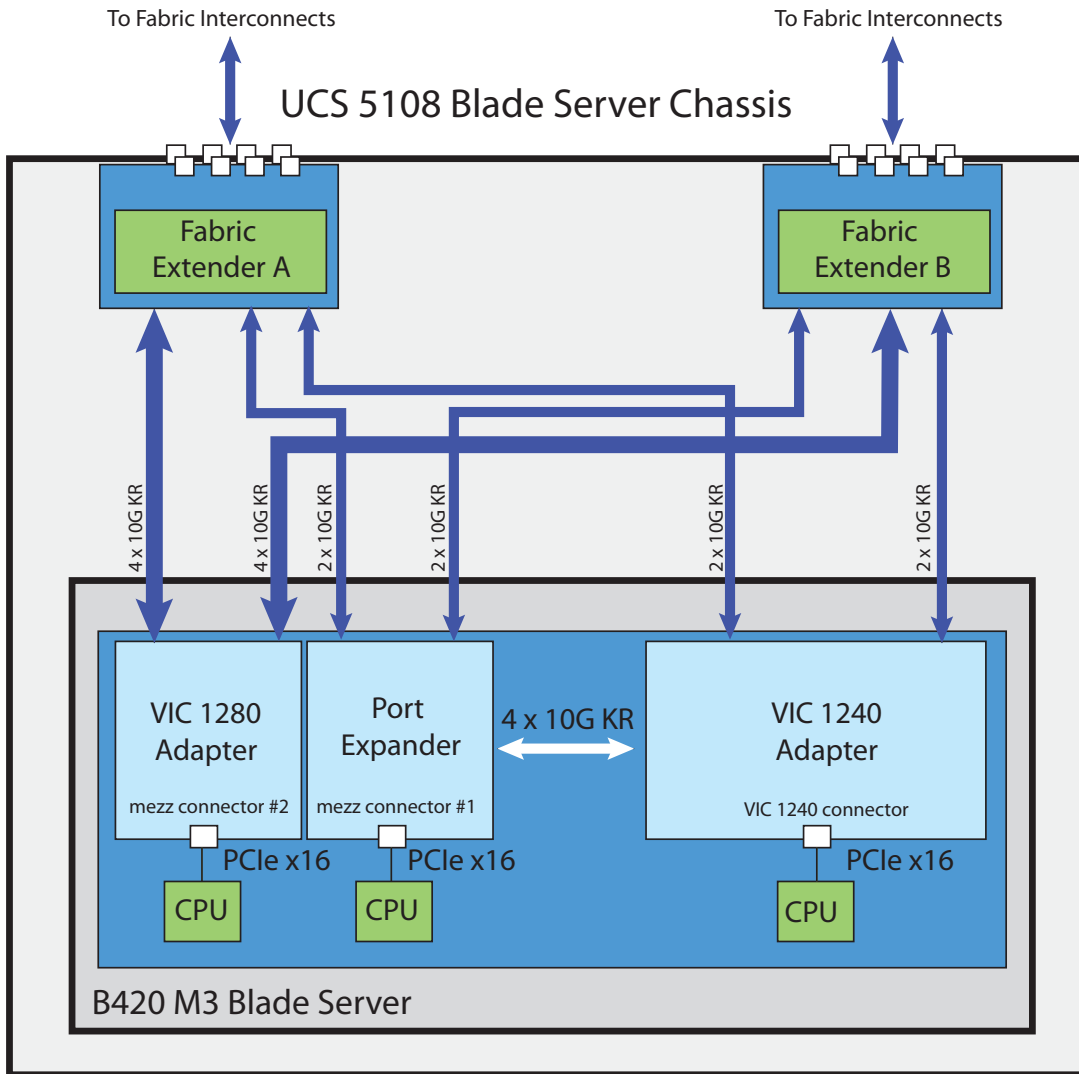 To Fabric Interconnects
To Fabric Interconnects
UCS 5108 Blade Server Chassis
Fabric
Extender A
Fabric
Extender B
4 x 10G KR
4 x 10G KR
2 x 10G KR
2 x 10G KR
2 x 10G KR
2 x 10G KR
VIC 1280
Adapter
mezz connector #2
Port
Expander
mezz connector #1
4 x 10G KR
VIC 1240
Adapter
VIC 1240 connector
PCIe x16
PCIe x16
PCIe x16
CPU
CPU
CPU
B420 M3 Blade Server